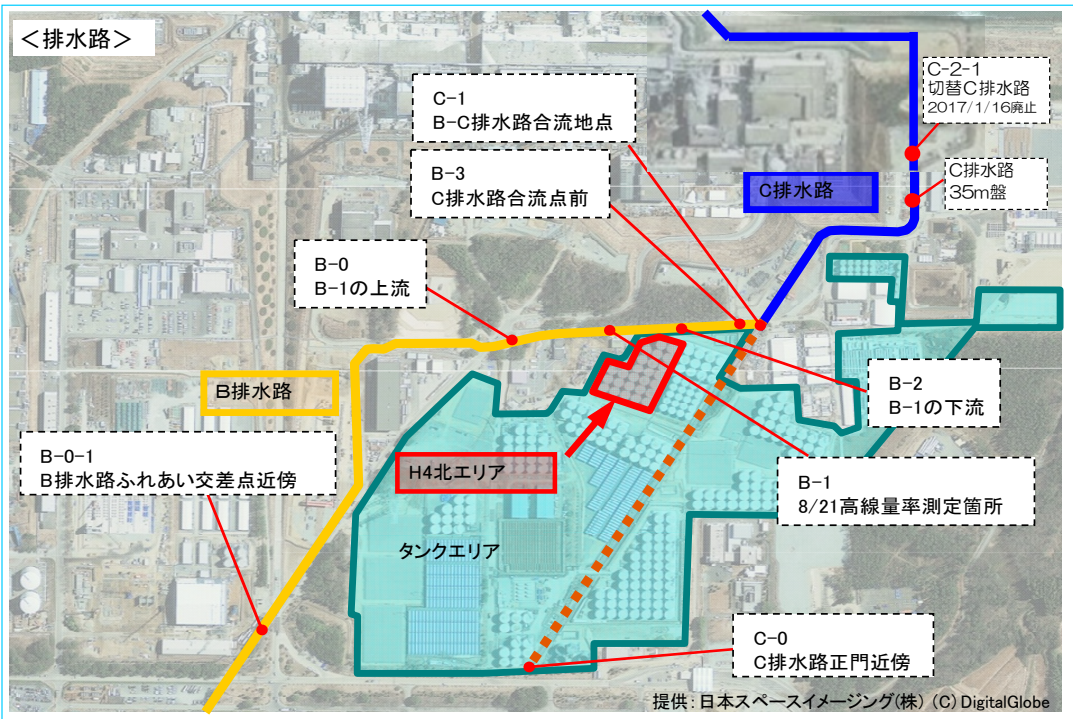 <排水路>
C-2-1
切替C排水路
2017/1/16廃止
C-1
B-C排水路合流地点
B-3
C排水路合流点前
C排水路
35m盤
C排水路
B-0
B-1の上流
B排水路
B-2
B-1の下流
B-0-1
B排水路ふれあい交差点近傍
H4北エリア
B-1
8/21高線量率測定箇所
タンクエリア
C-0
C排水路正門近傍
提供:日本スペースイメージング(株) (C) DigitalGlobe